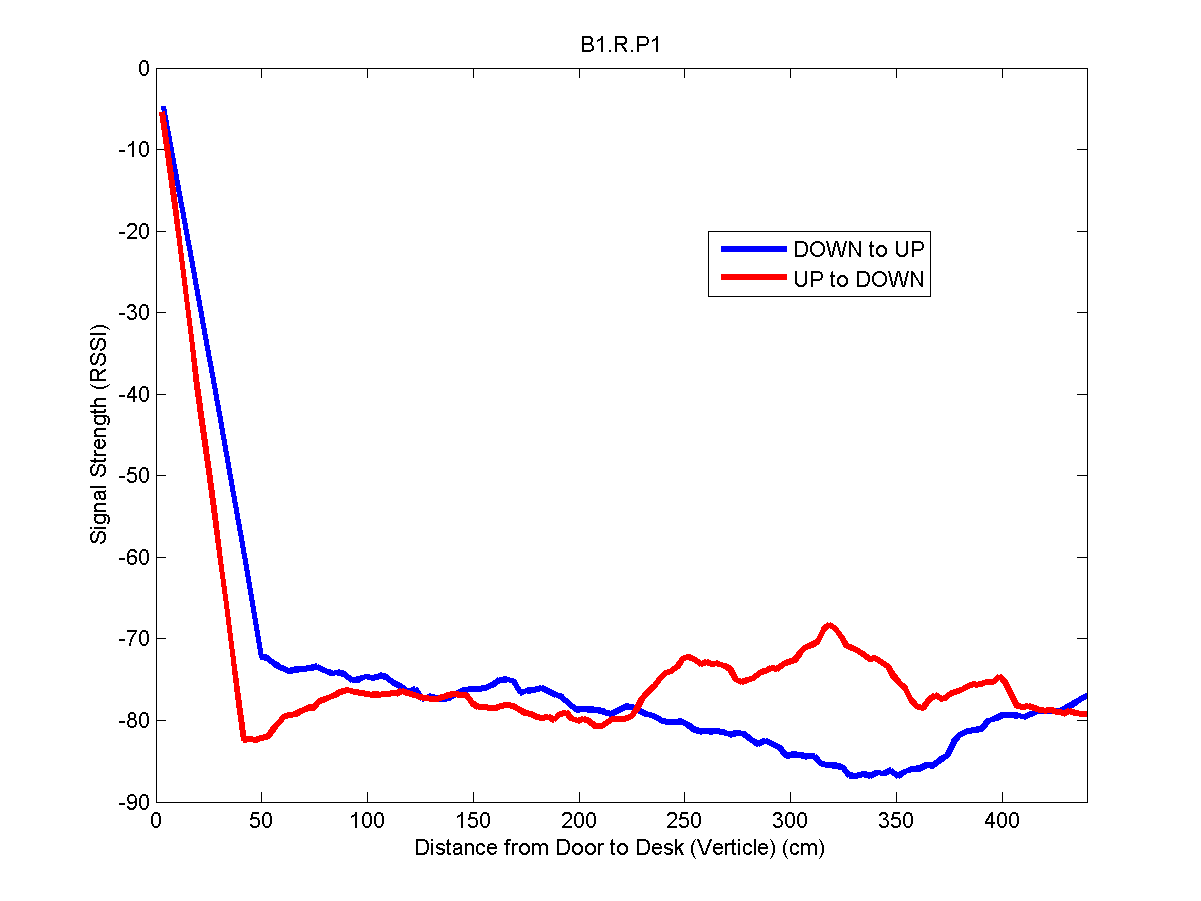 B1.R.P1
0
-10
-20
-30
-40
-50
-60
-70
-80
-90
Signal Strength (RSSI)
DOWN to UP
UP to DOWN
0 50 100 150 200 250 300 350 400
Distance from Door to Desk (Verticle) (cm)